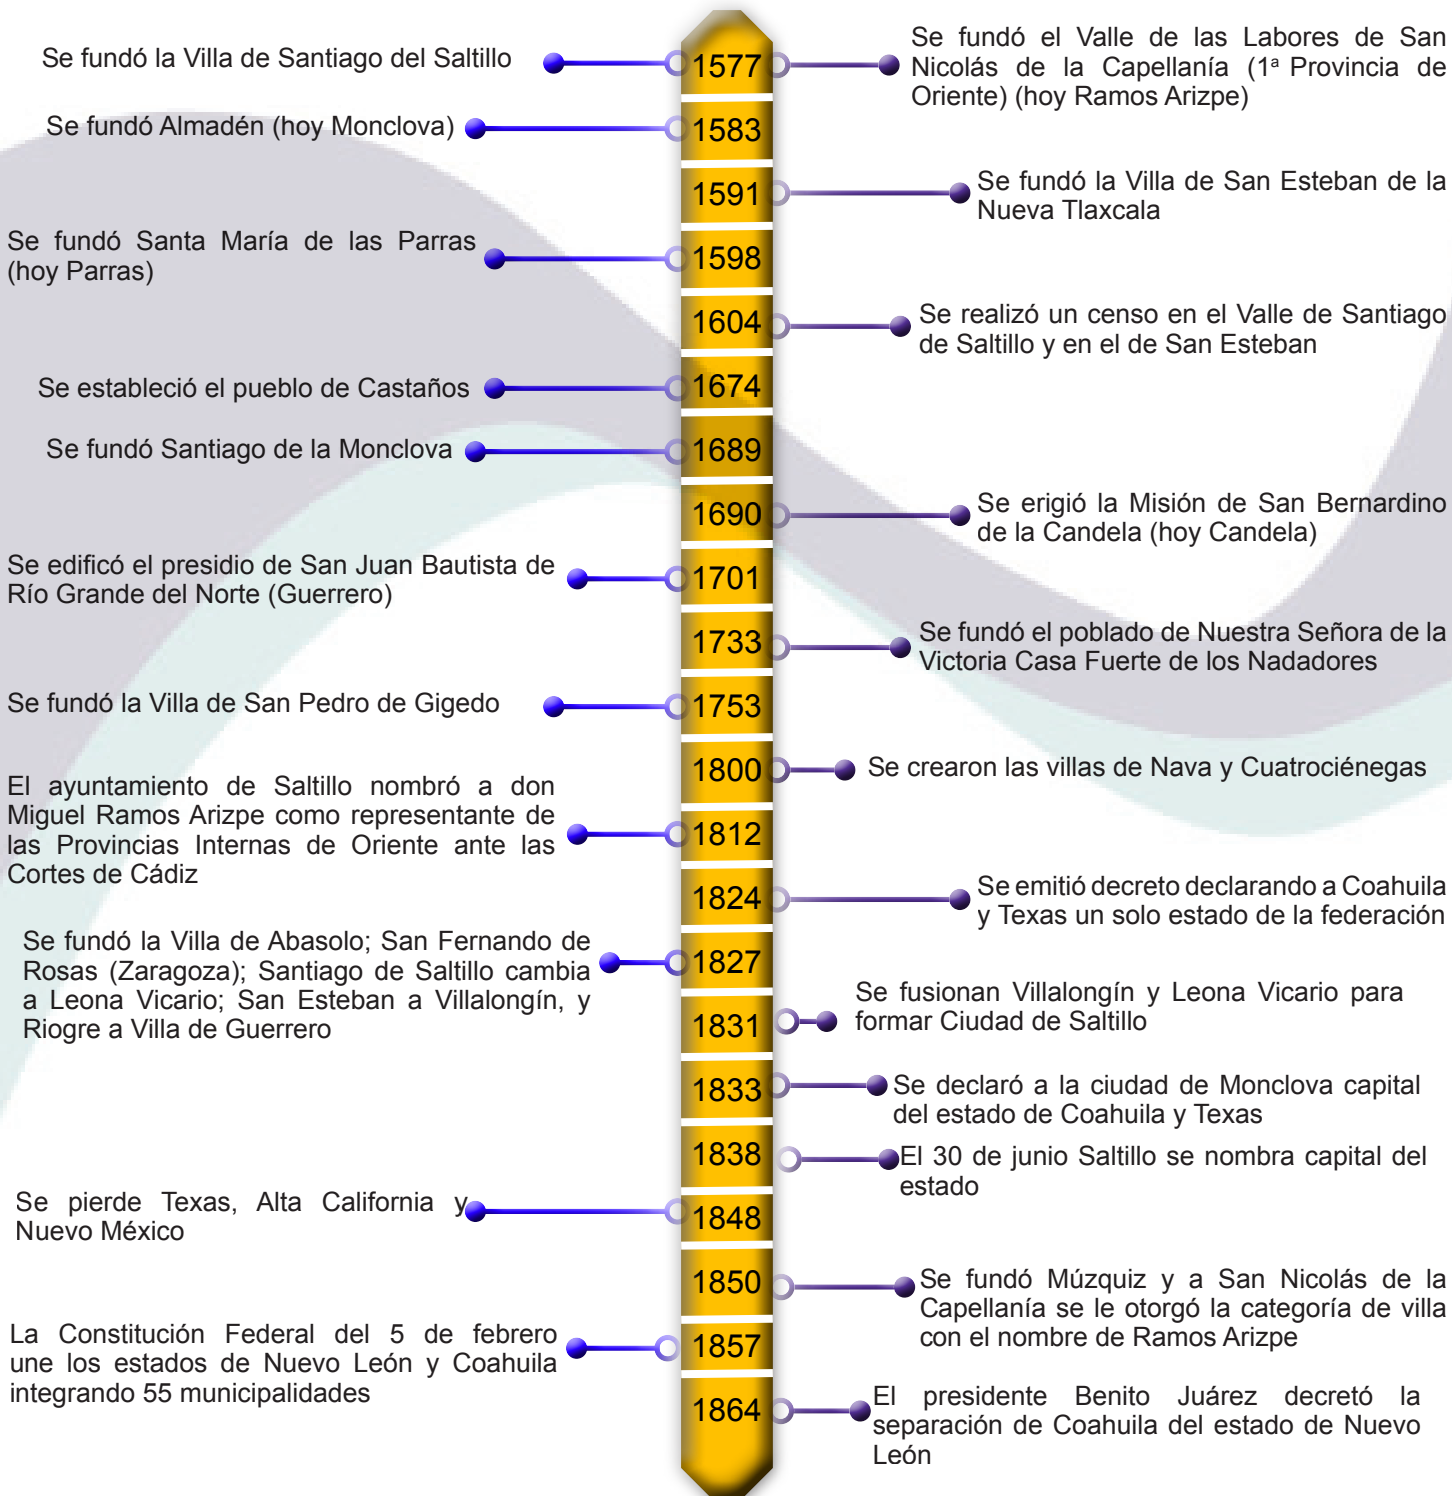 Se fundó la Villa de Santiago del Saltillo
1577
Se fundó el Valle de las Labores de San
Nicolás de la Capellanía (1ª Provincia de
Oriente) (hoy Ramos Arizpe)
Se fundó Almadén (hoy Monclova)
1583
1591
Se fundó la Villa de San Esteban de la
Nueva Tlaxcala
Se fundó Santa María de las Parras
(hoy Parras)
1598
1604
Se realizó un censo en el Valle de Santiago
de Saltillo y en el de San Esteban
Se estableció el pueblo de Castaños
1674
Se fundó Santiago de la Monclova
1689
1690
Se erigió la Misión de San Bernardino
de la Candela (hoy Candela)
Se edificó el presidio de San Juan Bautista de
Río Grande del Norte (Guerrero)
1701
1733
Se fundó el poblado de Nuestra Señora de la
Victoria Casa Fuerte de los Nadadores
Se fundó la Villa de San Pedro de Gigedo
1753
1800
Se crearon las villas de Nava y Cuatrociénegas
El ayuntamiento de Saltillo nombró a don
Miguel Ramos Arizpe como representante de
las Provincias Internas de Oriente ante las
Cortes de Cádiz
1812
1824
Se emitió decreto declarando a Coahuila
y Texas un solo estado de la federación
Se fundó la Villa de Abasolo; San Fernando de
Rosas (Zaragoza); Santiago de Saltillo cambia
a Leona Vicario; San Esteban a Villalongín, y
Riogre a Villa de Guerrero
1827
1831
Se fusionan Villalongín y Leona Vicario para
formar Ciudad de Saltillo
1833
Se declaró a la ciudad de Monclova capital
del estado de Coahuila y Texas
1838
El 30 de junio Saltillo se nombra capital del
estado
Se pierde Texas, Alta California y
Nuevo México
1848
1850
Se fundó Múzquiz y a San Nicolás de la
Capellanía se le otorgó la categoría de villa
con el nombre de Ramos Arizpe
La Constitución Federal del 5 de febrero
une los estados de Nuevo León y Coahuila
integrando 55 municipalidades
1857
1864
El presidente Benito Juárez decretó la
separación de Coahuila del estado de Nuevo
León